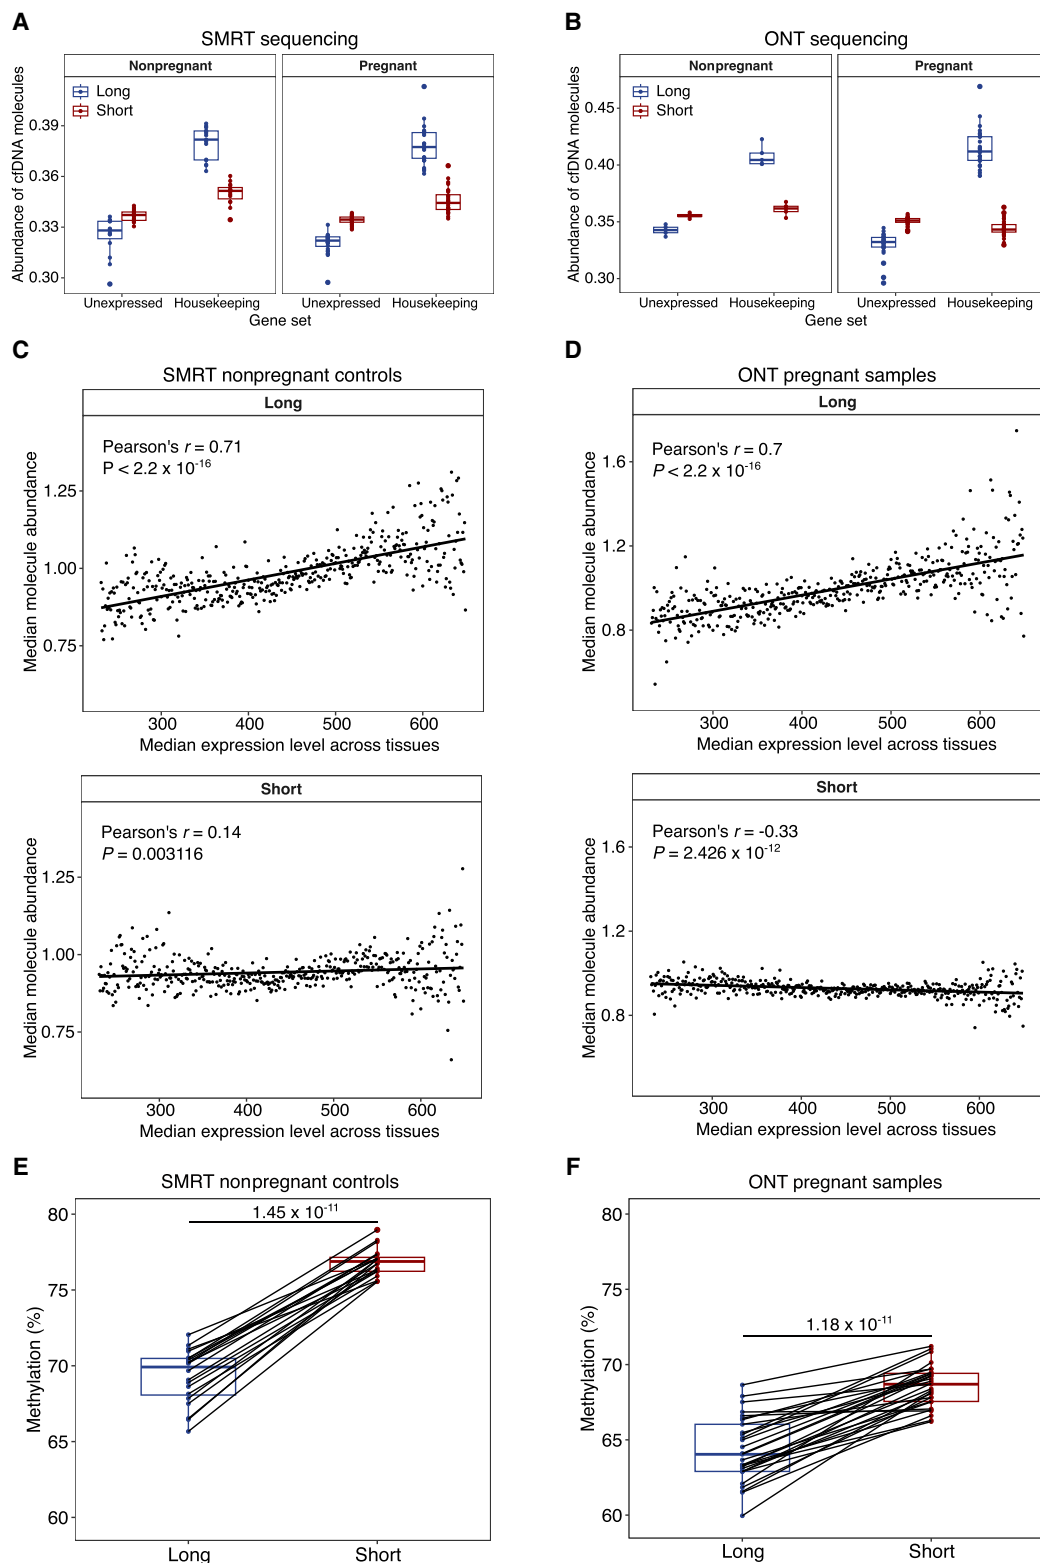 A
SMRT sequencing
Nonpregnant
Pregnant
Abundance of cfDNA molecules
Long
Short
0.39
0.36
0.33
0.30
Unexpressed
Housekeeping
Unexpressed
Housekeeping
Gene set
B
ONT sequencing
Nonpregnant
Pregnant
Abundance of cfDNA molecules
Long
Short
0.45
0.40
0.35
0.30
Unexpressed
Housekeeping
Unexpressed
Housekeeping
Gene set
C
SMRT nonpregnant controls
Long
Pearson's r = 0.71
P < 2.2 x 10-16
Median molecule abundance
1.25
1.00
0.75
300
400
500
600
Median expression level across tissues
Short
Pearson's r = 0.14
P = 0.003116
Median molecule abundance
1.25
1.00
0.75
300
400
500
600
Median expression level across tissues
D
ONT pregnant samples
Long
Pearson's r = 0.7
P < 2.2 x 10-16
Median molecule abundance
1.6
1.2
0.8
300
400
500
600
Median expression level across tissues
Short
Pearson's r = -0.33
P = 2.426 x 10-12
Median molecule abundance
1.6
1.2
0.8
300
400
500
600
Median expression level across tissues
E
SMRT nonpregnant controls
1.45 x 10-11
Methylation (%)
80
75
70
65
60
Long
Short
F
ONT pregnant samples
1.18 x 10-11
Methylation (%)
80
75
70
65
60
Long
Short